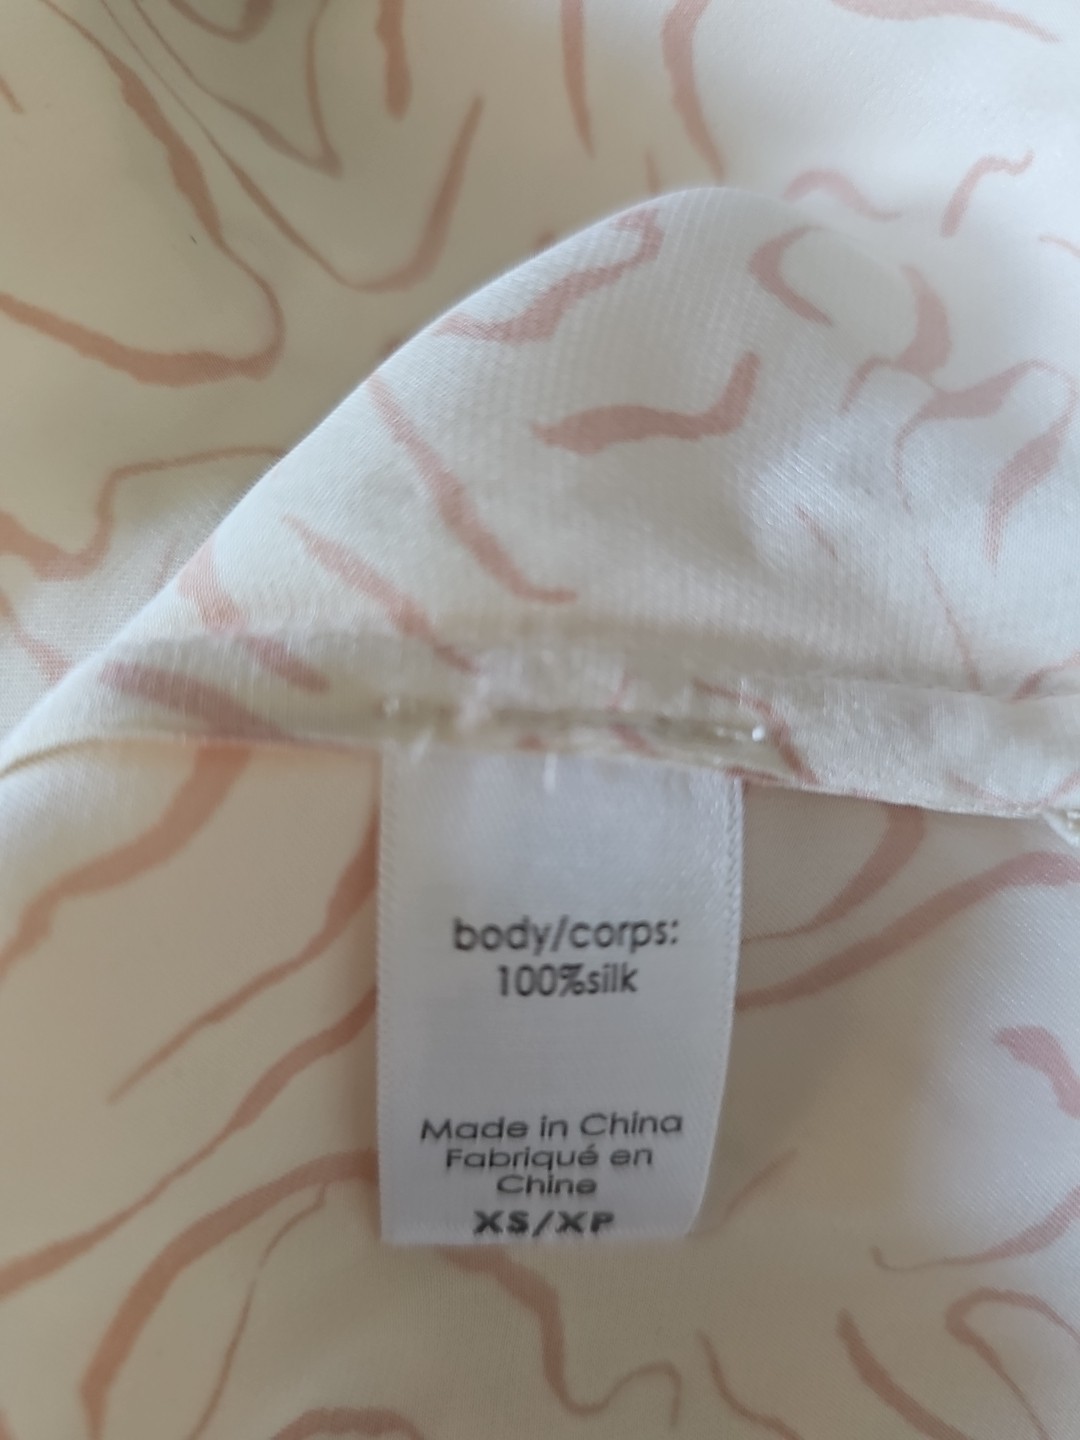 body/corps:
100%silk
Made in China
Fabriqué en
Chine
XS/XP